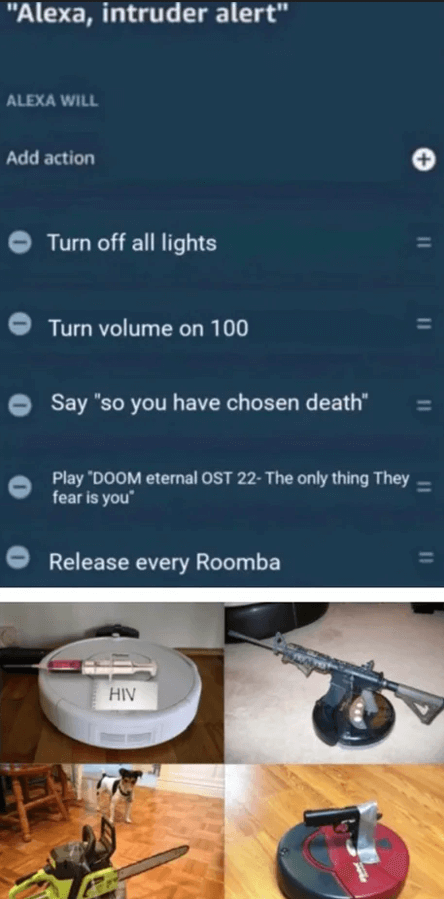 "Alexa, intruder alert"
ALEXA WILL
Add action
Turn off all lights
Turn volume on 100
Say "so you have chosen death"
Play "DOOM eternal OST 22- The only thing They
fear is you"
Release every Roomba
HIV